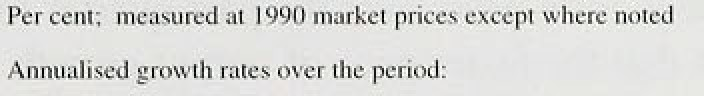 Per cent; measured at 1990 market prices except where noted
Annualised growth rates over the period: